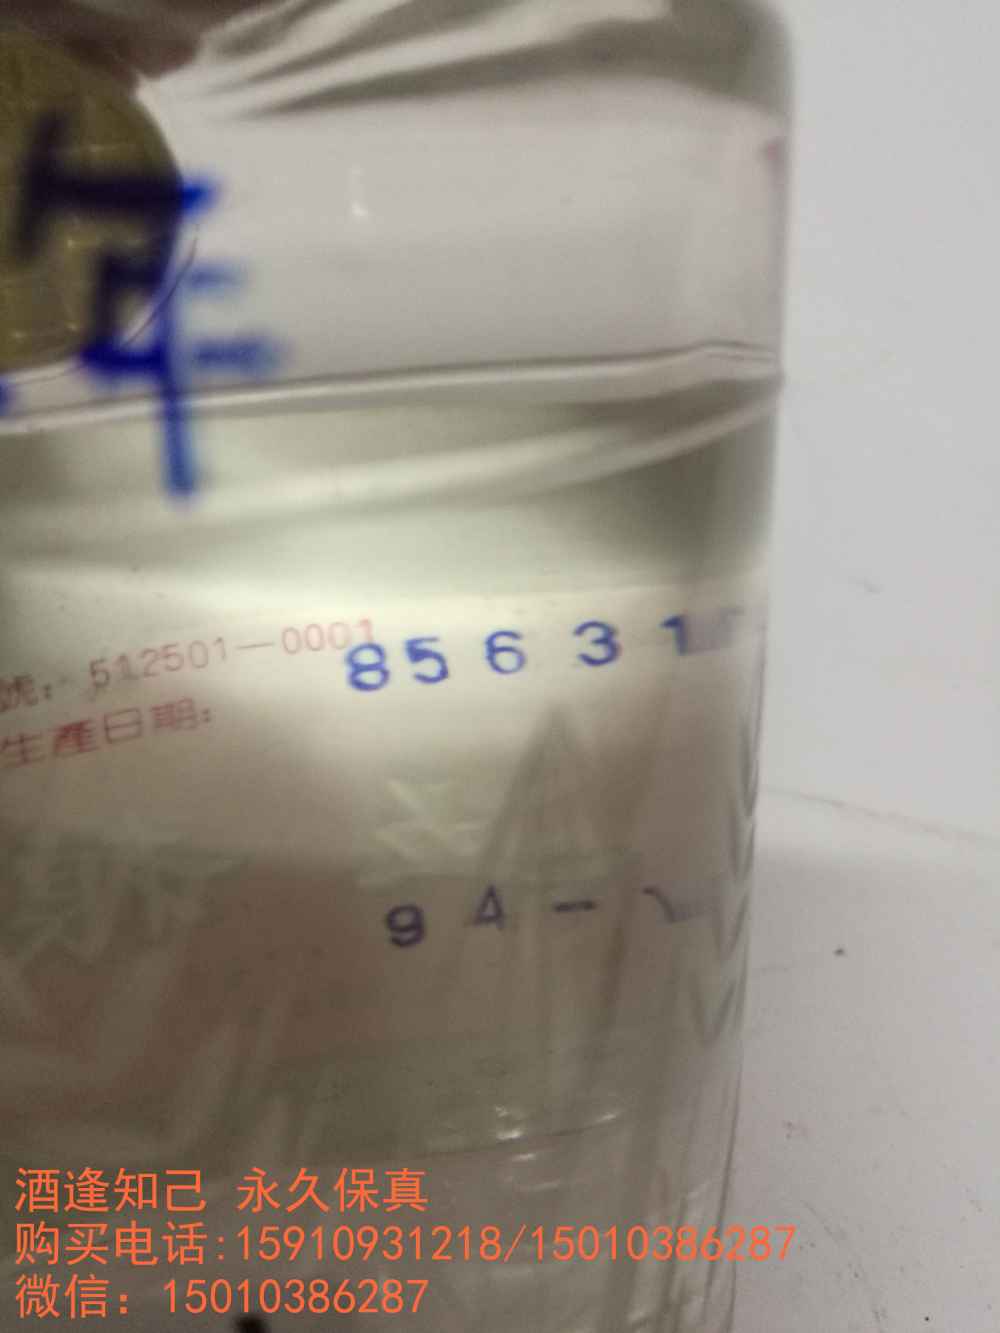 年
號：512501—0001
85631
生產日期：
94-
酒逢知己 永久保真
购买电话:15910931218/15010386287
微信：15010386287